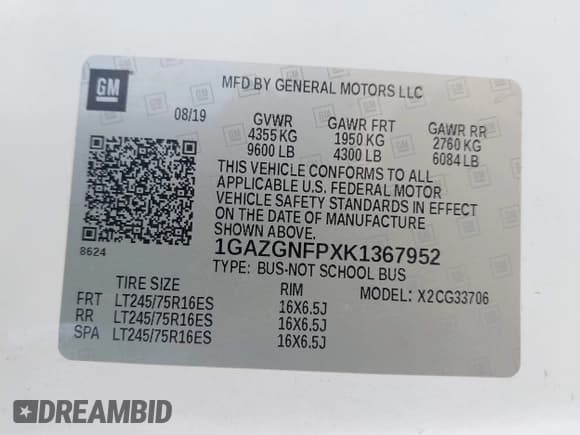 GM
MFD BY GENERAL MOTORS LLC
08/19
GVWR GAWR FRT GAWR RR
4355 KG 1950 KG 2760 KG
9600 LB 4300 LB 6084 LB
THIS VEHICLE CONFORMS TO ALL
APPLICABLE U.S. FEDERAL MOTOR
VEHICLE SAFETY STANDARDS IN EFFECT
ON THE DATE OF MANUFACTURE
SHOWN ABOVE.
8624
1GAZGNFPXK1367952
TYPE: BUS-NOT SCHOOL BUS
TIRE SIZE RIM MODEL: X2CG33706
FRT LT245/75R16ES 16X6.5J
RR LT245/75R16ES 16X6.5J
SPA LT245/75R16ES 16X6.5J
DREAMBID